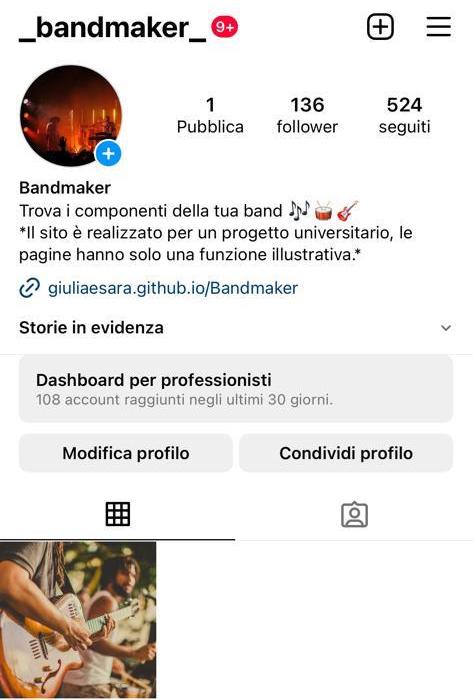 _bandmaker_ 9+
1 136 524
Pubblica follower seguiti
Bandmaker
Trova i componenti della tua band 🎶🥁🎸
*Il sito è realizzato per un progetto universitario, le
pagine hanno solo una funzione illustrativa.*
giuliaesara.github.io/Bandmaker
Storie in evidenza
Dashboard per professionisti
108 account raggiunti negli ultimi 30 giorni.
Modifica profilo Condividi profilo